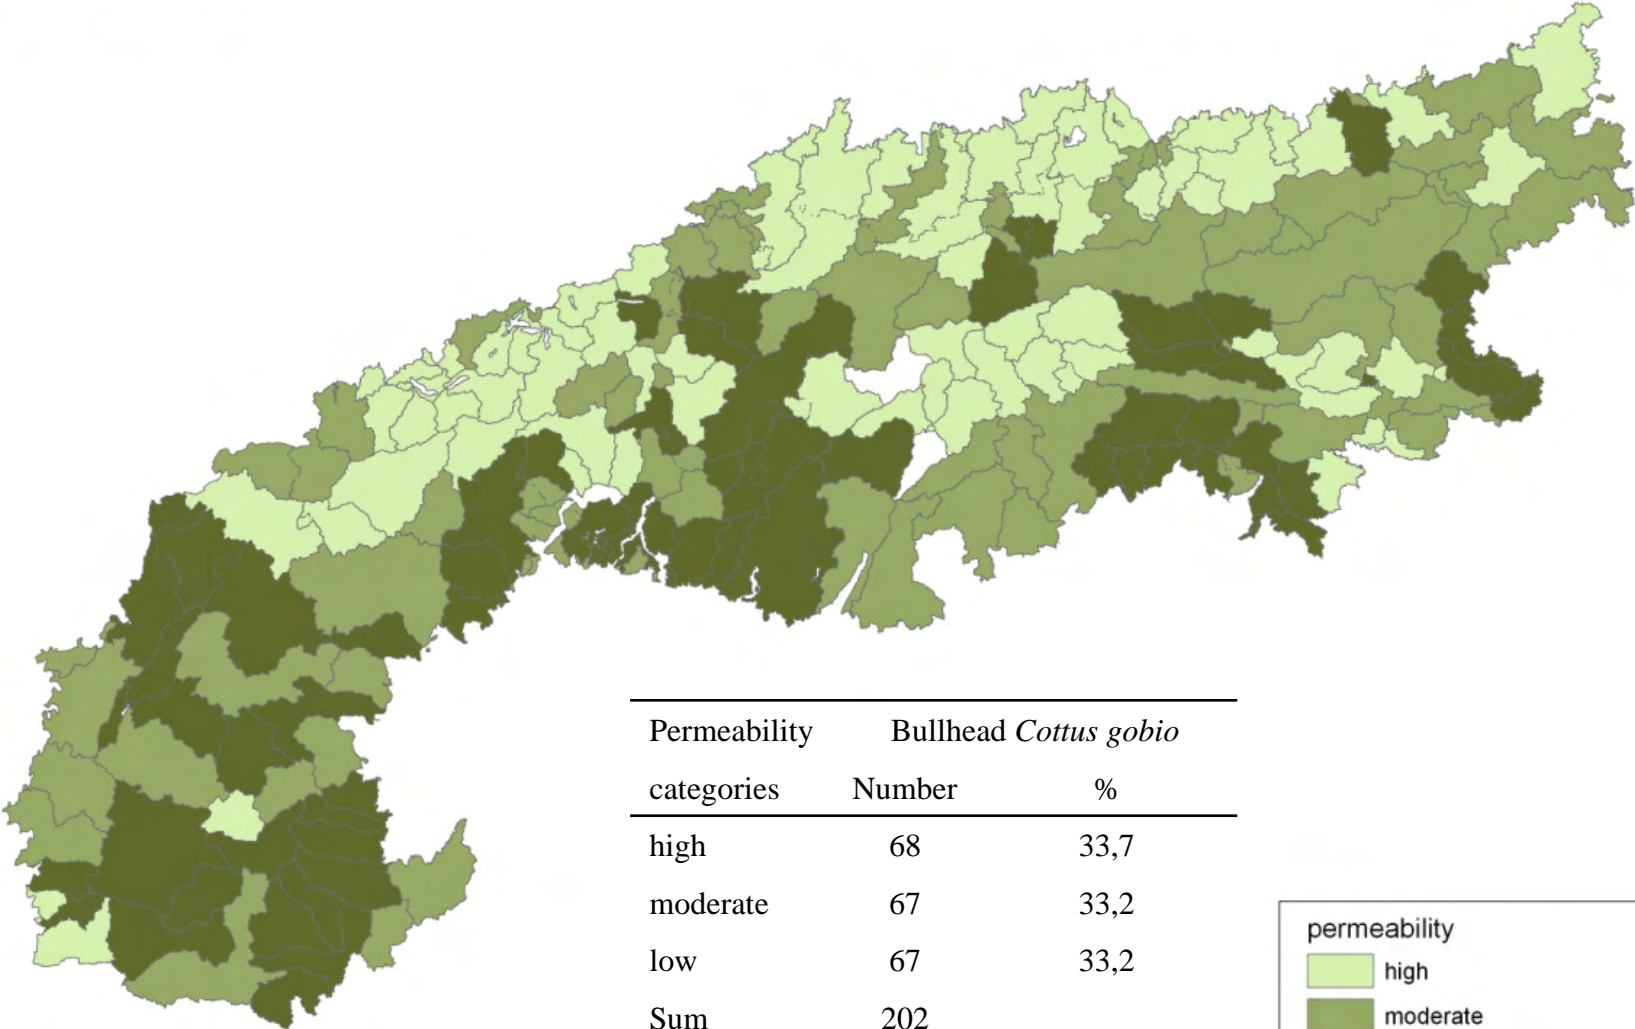 Permeability Bullhead Cottus gobio
categories Number %
high 68 33,7
moderate 67 33,2
low 67 33,2
Sum 202
permeability
high
moderate